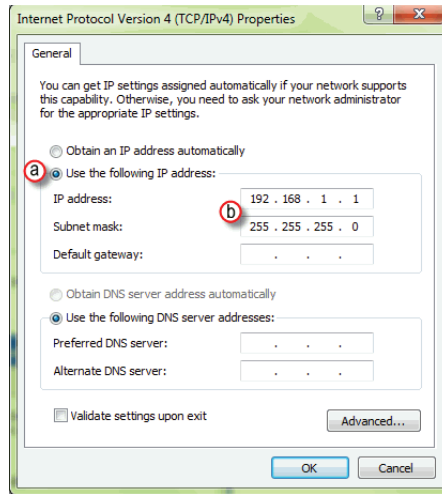 Internet Protocol Version 4 (TCP/IPv4) Properties
General
You can get IP settings assigned automatically if your network supports
this capability. Otherwise, you need to ask your network administrator
for the appropriate IP settings.
Obtain an IP address automatically
a Use the following IP address:
IP address: 192 . 168 . 1 . 1
b
Subnet mask: 255 . 255 . 255 . 0
Default gateway: . . .
Obtain DNS server address automatically
Use the following DNS server addresses:
Preferred DNS server: . . .
Alternate DNS server: . . .
Validate settings upon exit
Advanced...
OK Cancel